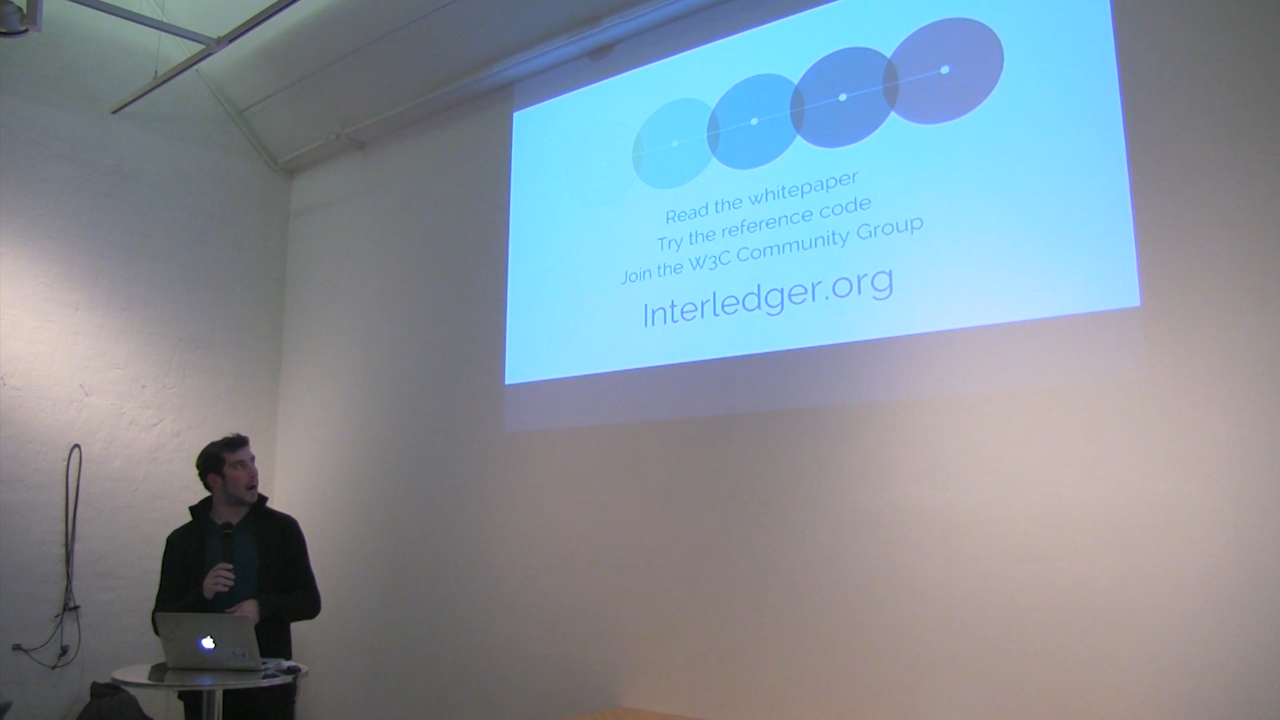 Read the whitepaper
Try the reference code
Join the W3C Community Group
Interledger.org